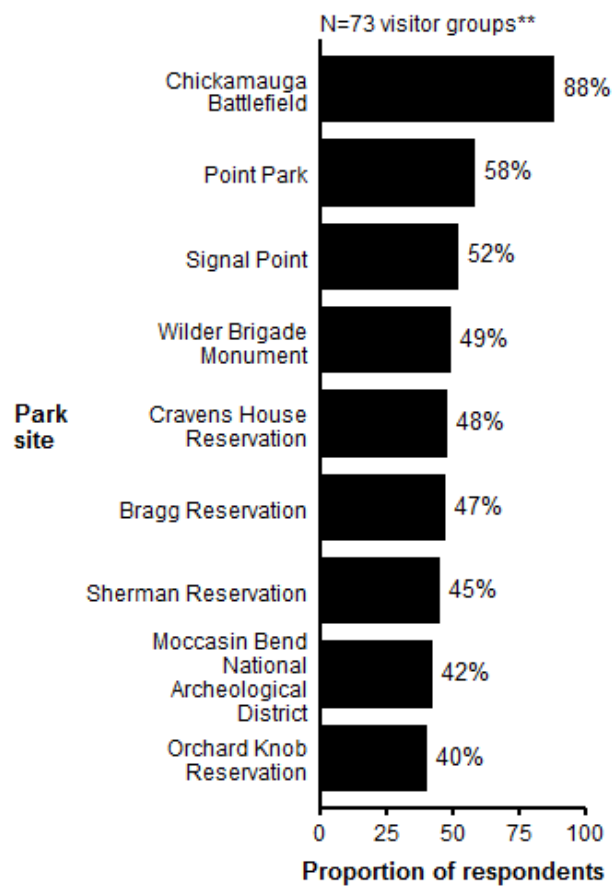 N=73 visitor groups**
Chickamauga
Battlefield
88%
Point Park
58%
Signal Point
52%
Wilder Brigade
Monument
49%
Park
site
Cravens House
Reservation
48%
Bragg Reservation
47%
Sherman Reservation
45%
Moccasin Bend
National
Archeological
District
42%
Orchard Knob
Reservation
40%
0 25 50 75 100
Proportion of respondents